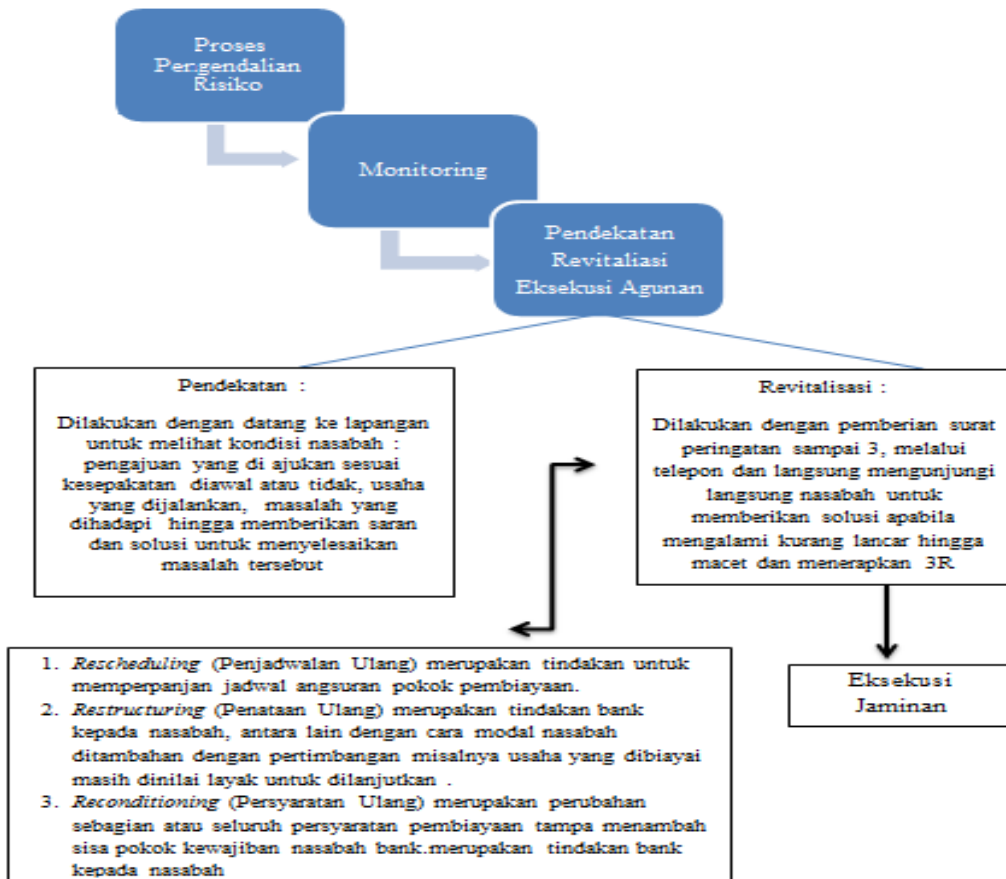 Proses
Pengendalian
Risiko
Monitoring
Pendekatan
Revitaliasi
Eksekusi Agunan
Pendekatan :
Dilakukan dengan datang ke lapangan
untuk melihat kondisi nasabah :
pengajuan yang di ajukan sesuai
kesepakatan diawal atau tidak, usaha
yang dijalankan, masalah yang
dihadapi hingga memberikan saran
dan solusi untuk menyelesaikan
masalah tersebut
Revitalisasi :
Dilakukan dengan pemberian surat
peringatan sampai 3, melalui
telepon dan langsung mengunjungi
langsung nasabah untuk
memberikan solusi apabila
mengalami kurang lancar hingga
macet dan menerapkan 3R
1. Rescheduling (Penjadwalan Ulang) merupakan tindakan untuk
memperpanjan jadwal angsuran pokok pembiayaan.
2. Restructuring (Penataan Ulang) merupakan tindakan bank
kepada nasabah, antara lain dengan cara modal nasabah
ditambahan dengan pertimbangan misalnya usaha yang dibiayai
masih dinilai layak untuk dilanjutkan .
3. Reconditioning (Persyaratan Ulang) merupakan perubahan
sebagian atau seluruh persyaratan pembiayaan tampa menambah
sisa pokok kewajiban nasabah bank.merupakan tindakan bank
kepada nasabah
Eksekusi
Jaminan